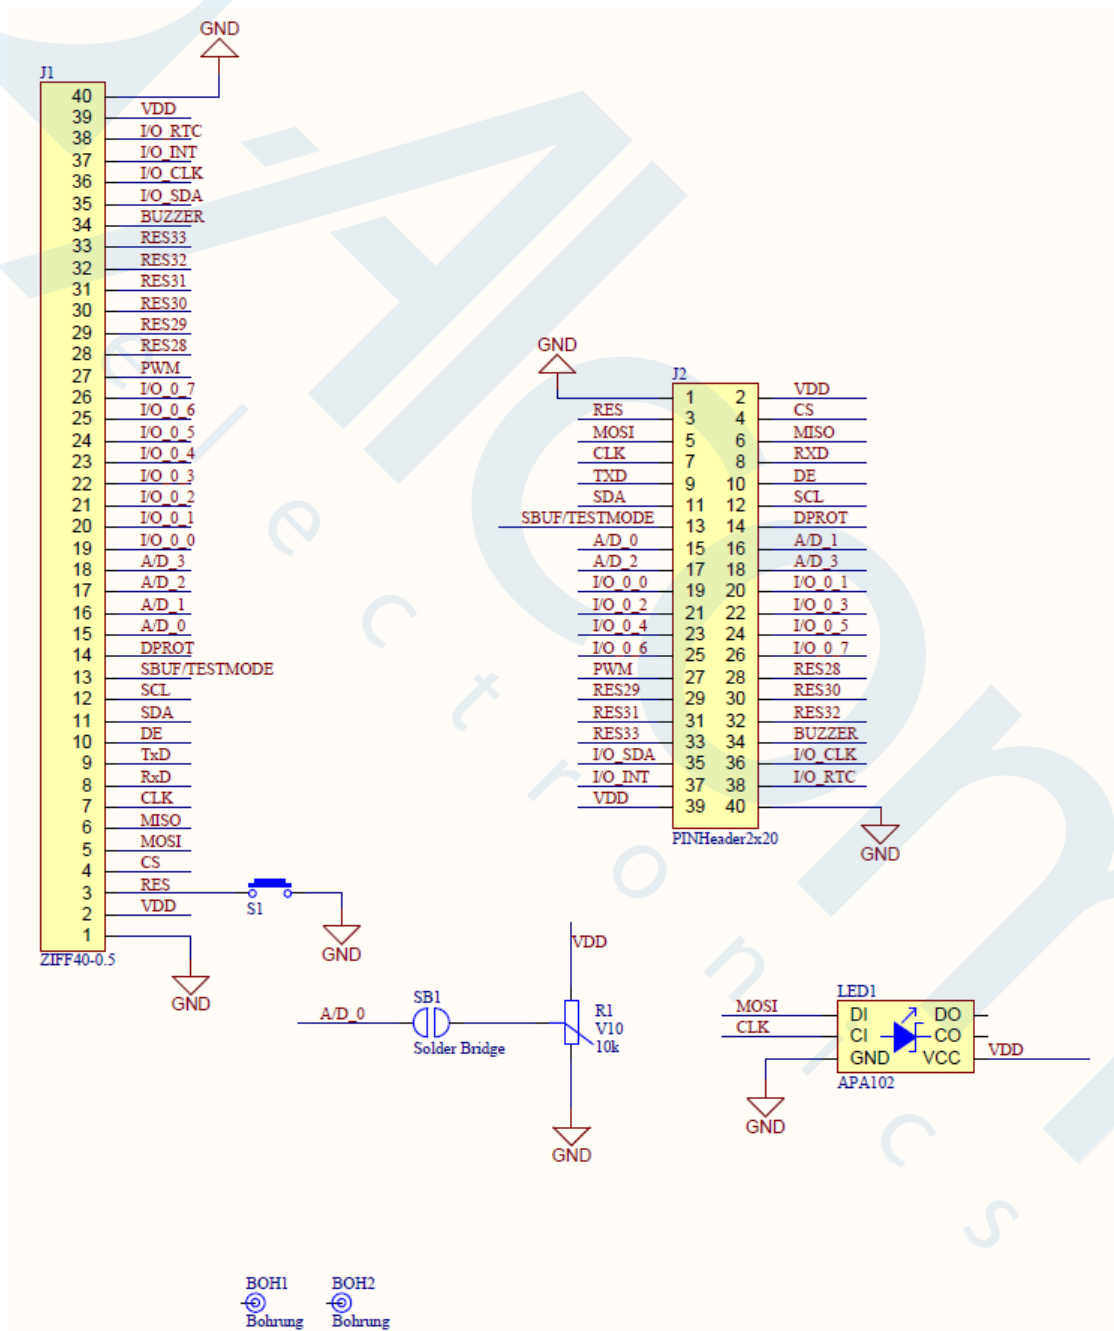 GND
J1
40
39 VDD
38 I/O_RTC
37 I/O_INT
36 I/O_CLK
35 I/O_SDA
34 BUZZER
33 RES33
32 RES32
31 RES31
30 RES30
29 RES29
28 RES28
27 PWM
26 I/O_0_7
25 I/O_0_6
24 I/O_0_5
23 I/O_0_4
22 I/O_0_3
21 I/O_0_2
20 I/O_0_1
19 I/O_0_0
18 A/D_3
17 A/D_2
16 A/D_1
15 A/D_0
14 DPROT
13 SBUF/TESTMODE
12 SCL
11 SDA
10 DE
9 TxD
8 RxD
7 CLK
6 MISO
5 MOSI
4 CS
3 RES
2 VDD
1
ZIFF40-0.5
S1
GND
GND
GND
J2
1 2 VDD
RES 3 4 CS
MOSI 5 6 MISO
CLK 7 8 RXD
TXD 9 10 DE
SDA 11 12 SCL
SBUF/TESTMODE 13 14 DPROT
A/D_0 15 16 A/D_1
A/D_2 17 18 A/D_3
I/O_0_0 19 20 I/O_0_1
I/O_0_2 21 22 I/O_0_3
I/O_0_4 23 24 I/O_0_5
I/O_0_6 25 26 I/O_0_7
PWM 27 28 RES28
RES29 29 30 RES30
RES31 31 32 RES32
RES33 33 34 BUZZER
I/O_SDA 35 36 I/O_CLK
I/O_INT 37 38 I/O_RTC
VDD 39 40
PINHeader2x20
GND
VDD
A/D_0
SB1
Solder Bridge
R1
V10
10k
GND
LED1
MOSI DI DO
CLK CI CO
GND VCC VDD
APA102
GND
BOH1 BOH2
Bohrung Bohrung
electronics